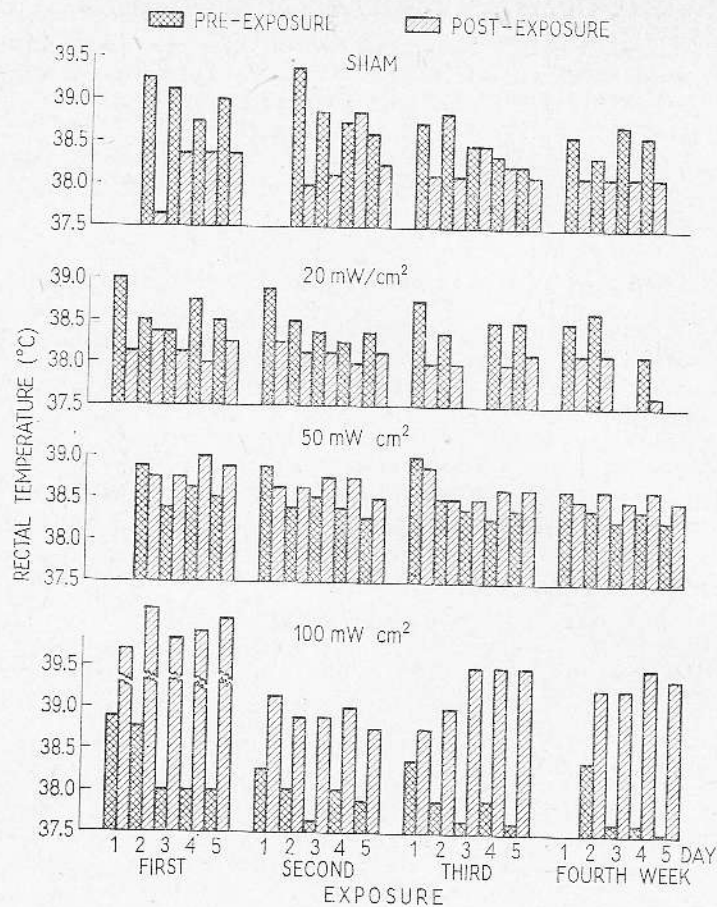 PRE-EXPOSURE POST-EXPOSURE
SHAM
39.5
39.0
38.5
38.0
37.5
20 mW/cm²
39.0
38.5
38.0
37.5
RECTAL TEMPERATURE (°C)
50 mW cm²
39.0
38.5
38.0
37.5
100 mW cm²
39.5
39.0
38.5
38.0
37.5
1 2 3 4 5 1 2 3 4 5 1 2 3 4 5 1 2 3 4 5 DAY
FIRST SECOND THIRD FOURTH WEEK
EXPOSURE